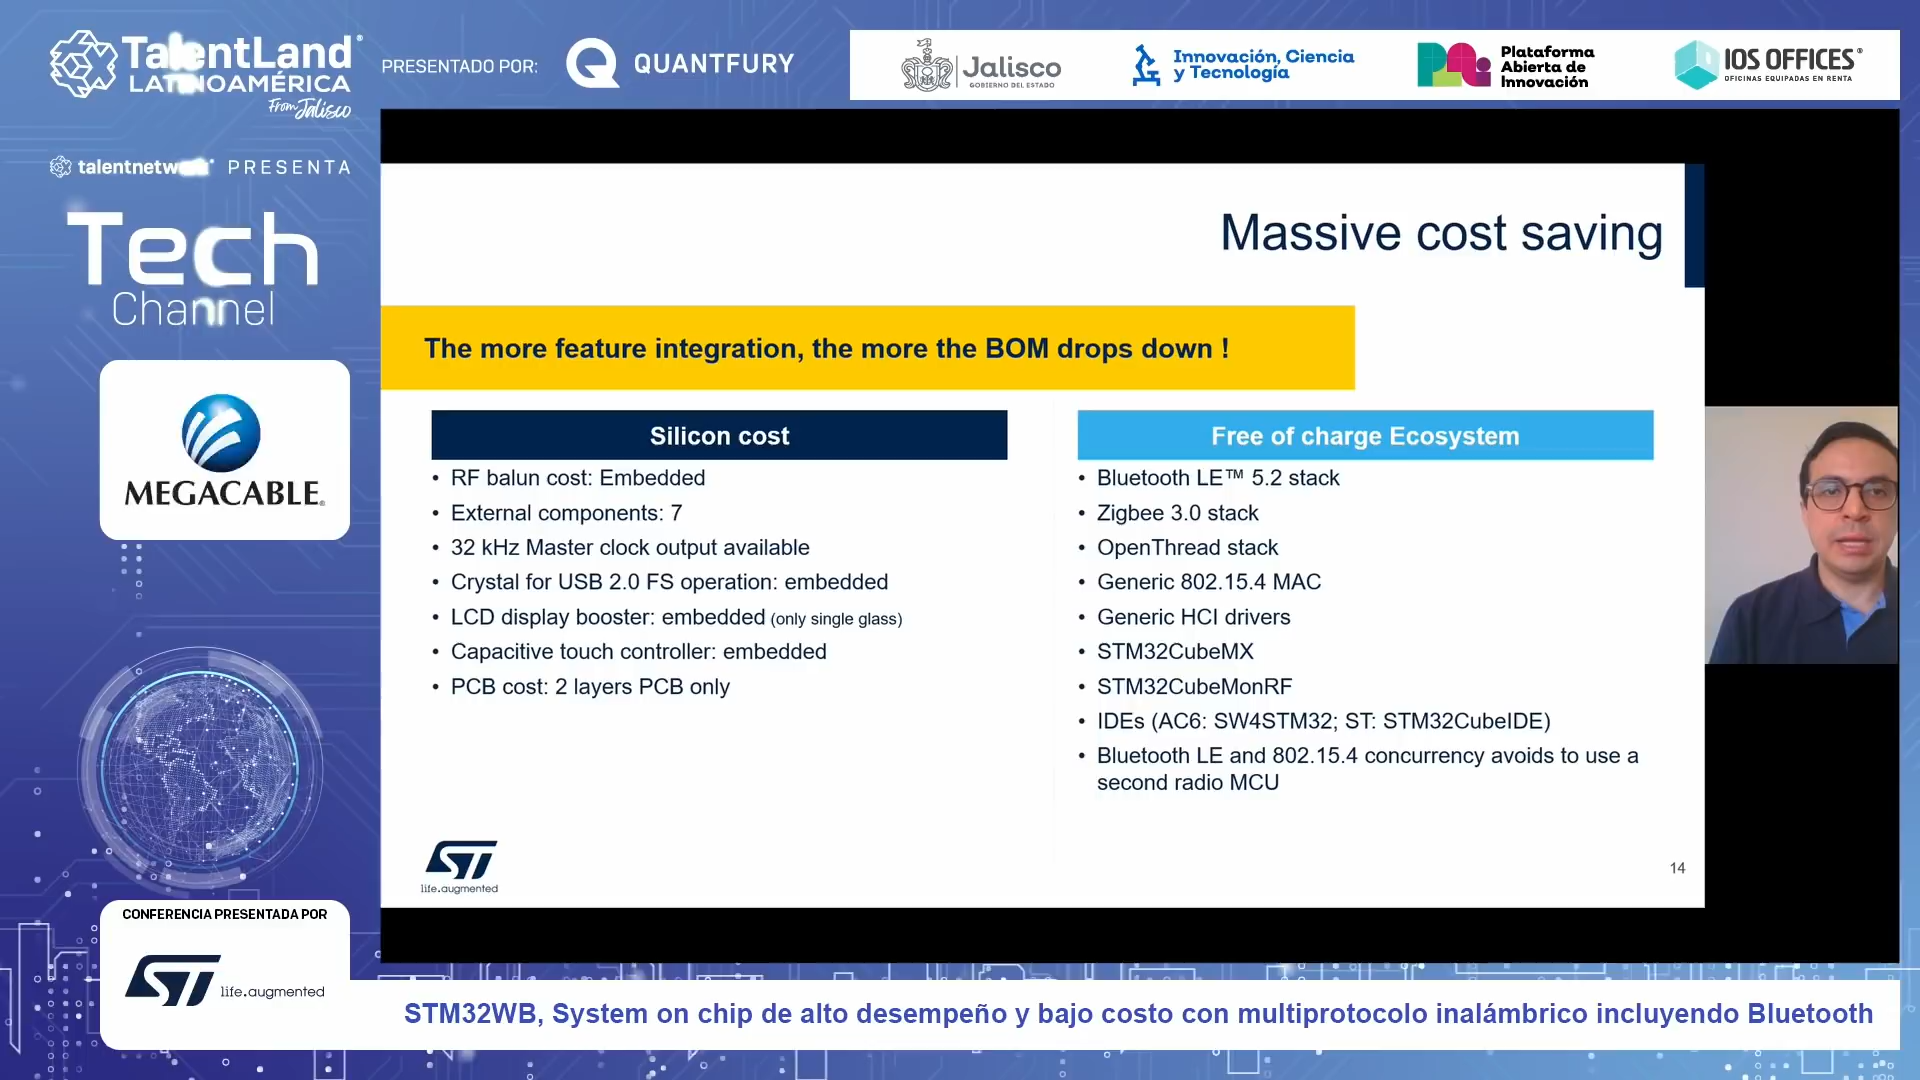 TalentLand®
LATINOAMÉRICA
From Jalisco
PRESENTADO POR:
QUANTFURY
Jalisco
GOBIERNO DEL ESTADO
Innovación, Ciencia
y Tecnología
Plataforma
Abierta de
Innovación
IOS OFFICES®
OFICINAS EQUIPADAS EN RENTA
talentnetwork® PRESENTA
Tech
Channel
MEGACABLE®
Massive cost saving
The more feature integration, the more the BOM drops down !
Silicon cost
• RF balun cost: Embedded
• External components: 7
• 32 kHz Master clock output available
• Crystal for USB 2.0 FS operation: embedded
• LCD display booster: embedded (only single glass)
• Capacitive touch controller: embedded
• PCB cost: 2 layers PCB only
Free of charge Ecosystem
• Bluetooth LE™ 5.2 stack
• Zigbee 3.0 stack
• OpenThread stack
• Generic 802.15.4 MAC
• Generic HCI drivers
• STM32CubeMX
• STM32CubeMonRF
• IDEs (AC6: SW4STM32; ST: STM32CubeIDE)
• Bluetooth LE and 802.15.4 concurrency avoids to use a
second radio MCU
ST
life.augmented
14
CONFERENCIA PRESENTADA POR
ST life.augmented
STM32WB, System on chip de alto desempeño y bajo costo con multiprotocolo inalámbrico incluyendo Bluetooth